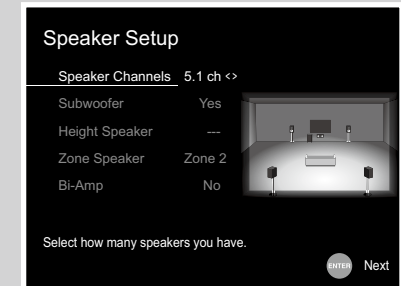 Speaker Setup
Speaker Channels 5.1 ch <>
Subwoofer Yes
Height Speaker ---
Zone Speaker Zone 2
Bi-Amp No
Select how many speakers you have.
ENTER Next